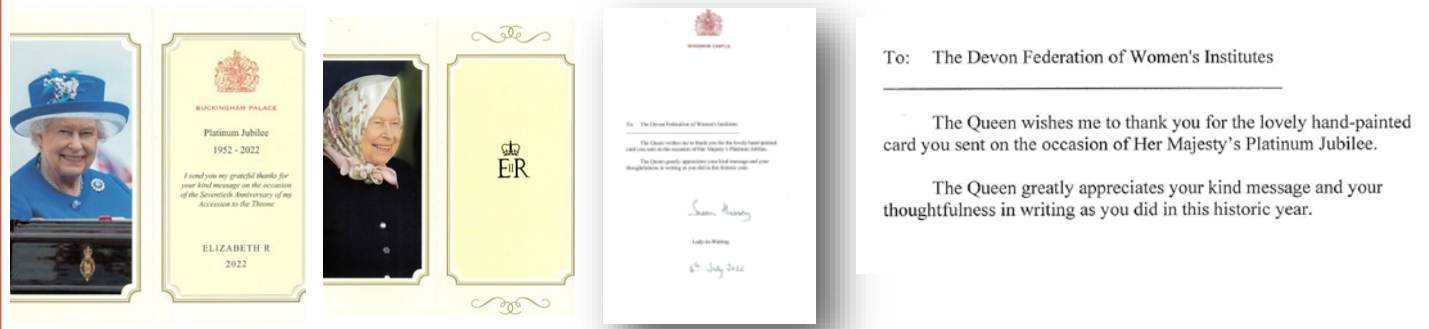 BUCKINGHAM PALACE
Platinum Jubilee
1952 - 2022
I send you my grateful thanks for
your kind message on the occasion
of the Seventieth Anniversary of my
Accession to the Throne
ELIZABETH R
2022
EIIR
WINDSOR CASTLE
To: The Devon Federation of Women's Institutes
The Queen wishes me to thank you for the lovely hand-painted
card you sent on the occasion of Her Majesty's Platinum Jubilee.
The Queen greatly appreciates your kind message and your
thoughtfulness in writing as you did in this historic year.
Susan Hussey
Lady-in-Waiting
6th July 2022
To: The Devon Federation of Women's Institutes
The Queen wishes me to thank you for the lovely hand-painted
card you sent on the occasion of Her Majesty's Platinum Jubilee.
The Queen greatly appreciates your kind message and your
thoughtfulness in writing as you did in this historic year.